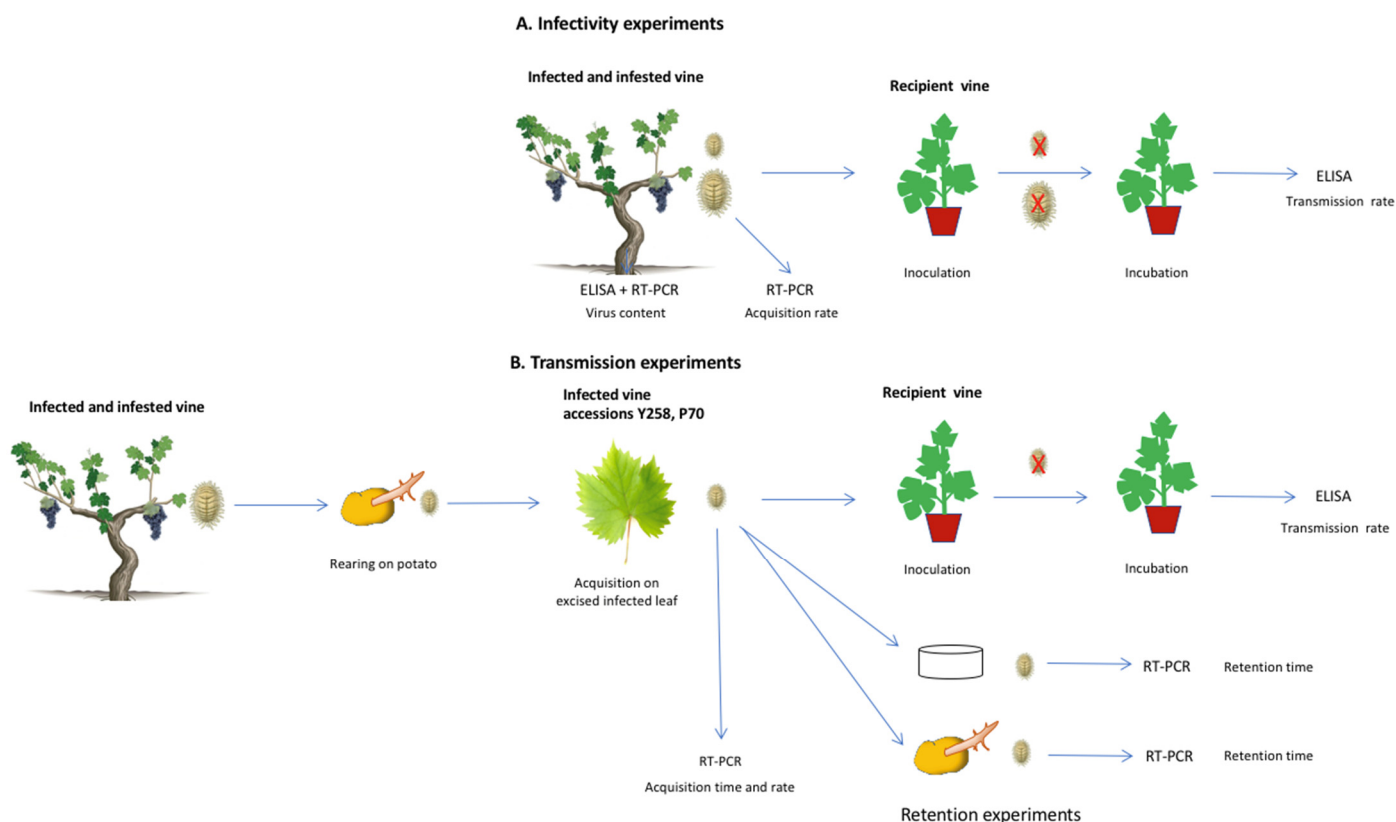 A. Infectivity experiments
Infected and infested vine
Recipient vine
ELISA
Transmission rate
Inoculation
Incubation
ELISA + RT-PCR
Virus content
RT-PCR
Acquisition rate
B. Transmission experiments
Infected and infested vine
Infected vine
accessions Y258, P70
Recipient vine
ELISA
Transmission rate
Rearing on potato
Acquisition on
excised infected leaf
Inoculation
Incubation
RT-PCR
Retention time
RT-PCR
Retention time
RT-PCR
Acquisition time and rate
Retention experiments